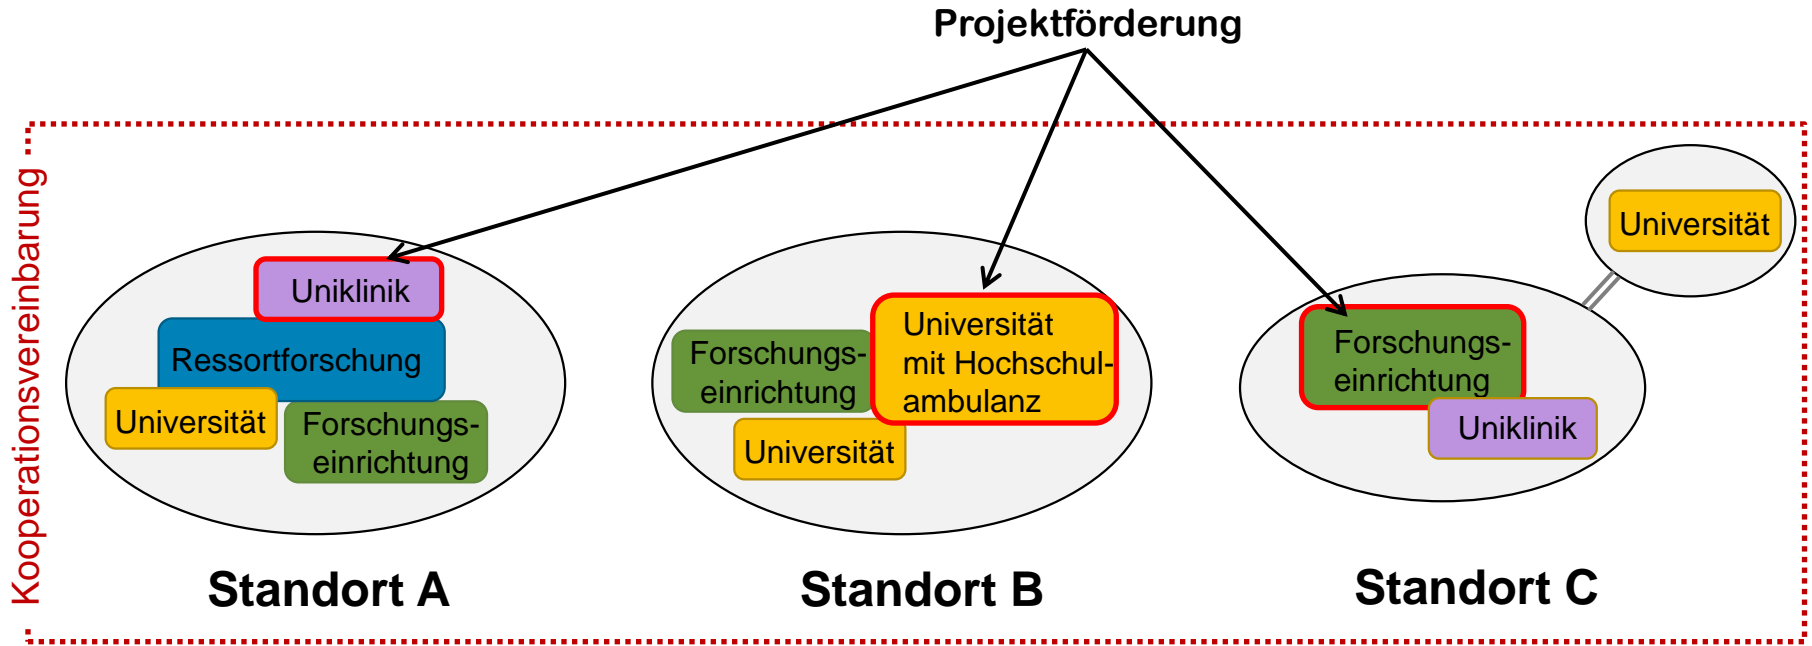 Projektförderung
Kooperationsvereinbarung
Uniklinik
Ressortforschung
Universität
Forschungs-
einrichtung
Standort A
Forschungs-
einrichtung
Universität
mit Hochschul-
ambulanz
Universität
Standort B
Forschungs-
einrichtung
Uniklinik
Universität
Standort C